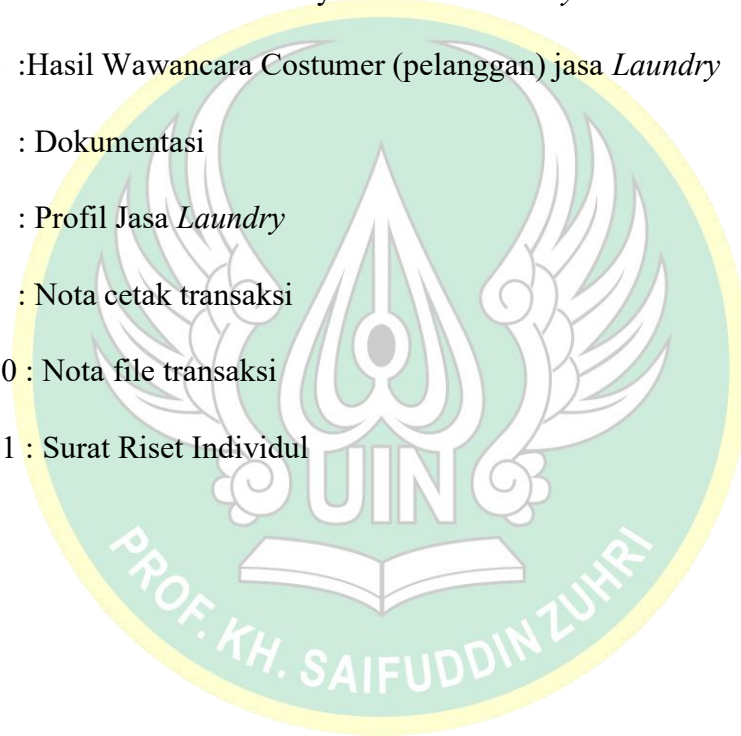 :Hasil Wawancara Costumer (pelanggan) jasa Laundry
: Dokumentasi
: Profil Jasa Laundry
: Nota cetak transaksi
0 : Nota file transaksi
1 : Surat Riset Individul
UIN
PROF. KH. SAIFUDDIN ZUHRI